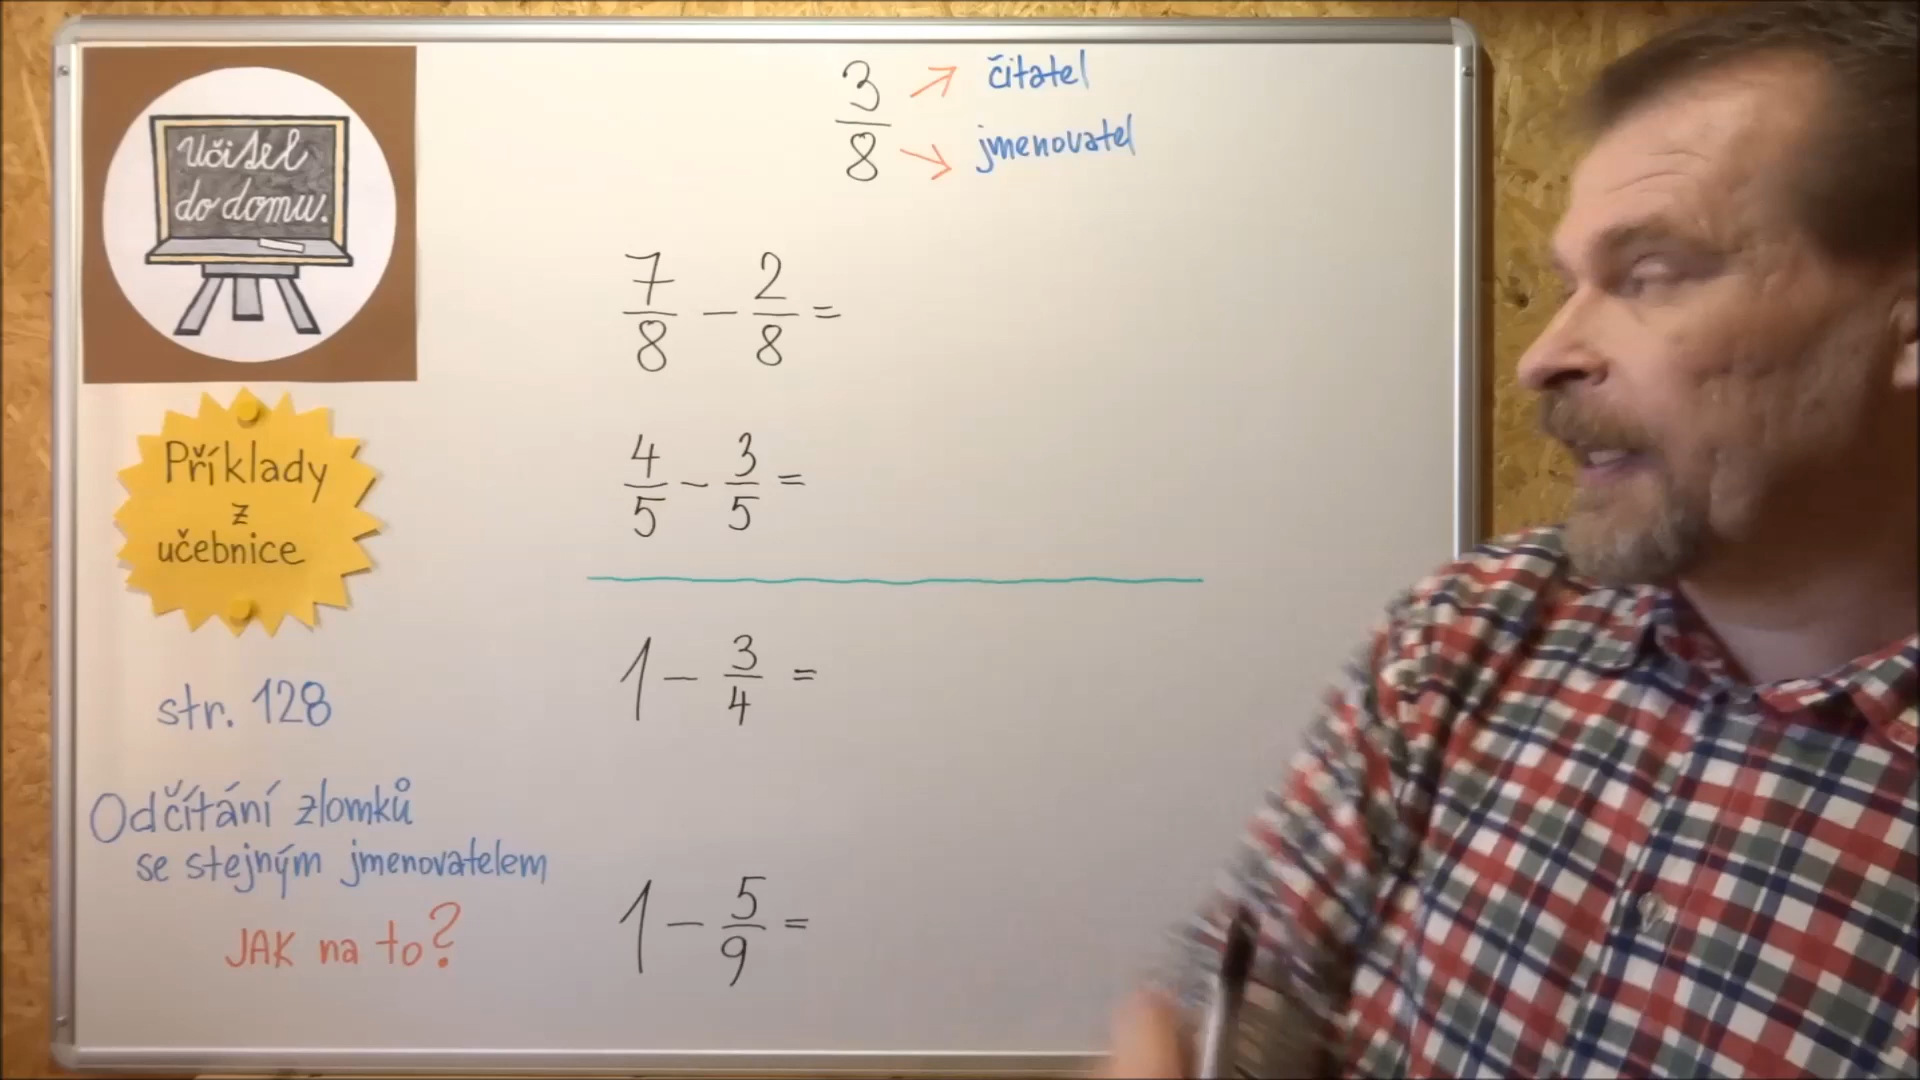 Učitel
do domu.
Příklady
z
učebnice
str. 128
Odčítání zlomků
se stejným jmenovatelem
JAK na to?
3/8
čitatel
jmenovatel
7/8 - 2/8 =
4/5 - 3/5 =
1 - 3/4 =
1 - 5/9 =